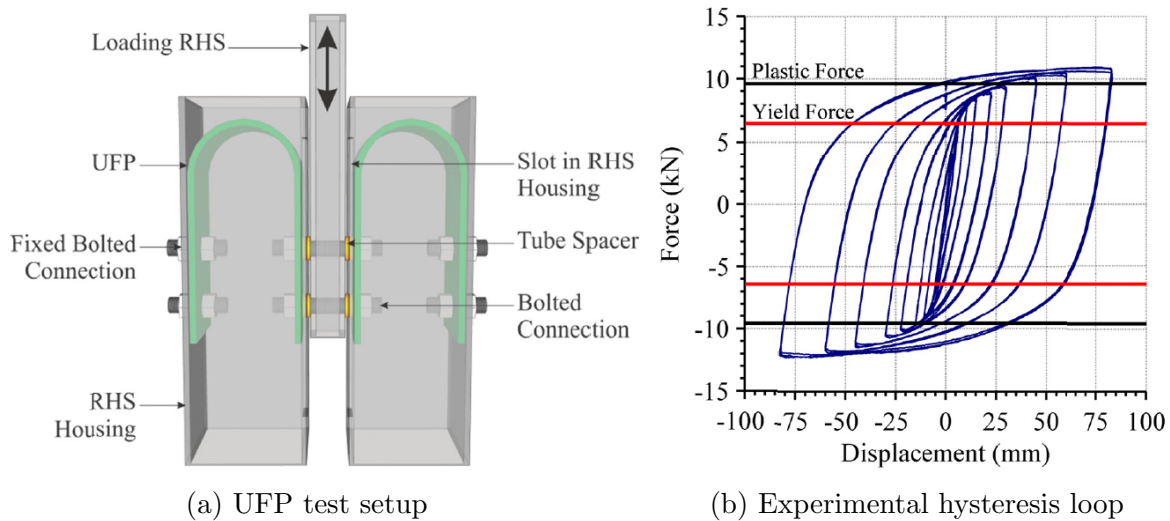 Loading RHS
UFP
Slot in RHS
Housing
Fixed Bolted
Connection
Tube Spacer
Bolted
Connection
RHS
Housing
(a) UFP test setup
15
10
5
0
-5
-10
-15
Force (kN)
Plastic Force
Yield Force
-100 -75 -50 -25 0 25 50 75 100
Displacement (mm)
(b) Experimental hysteresis loop